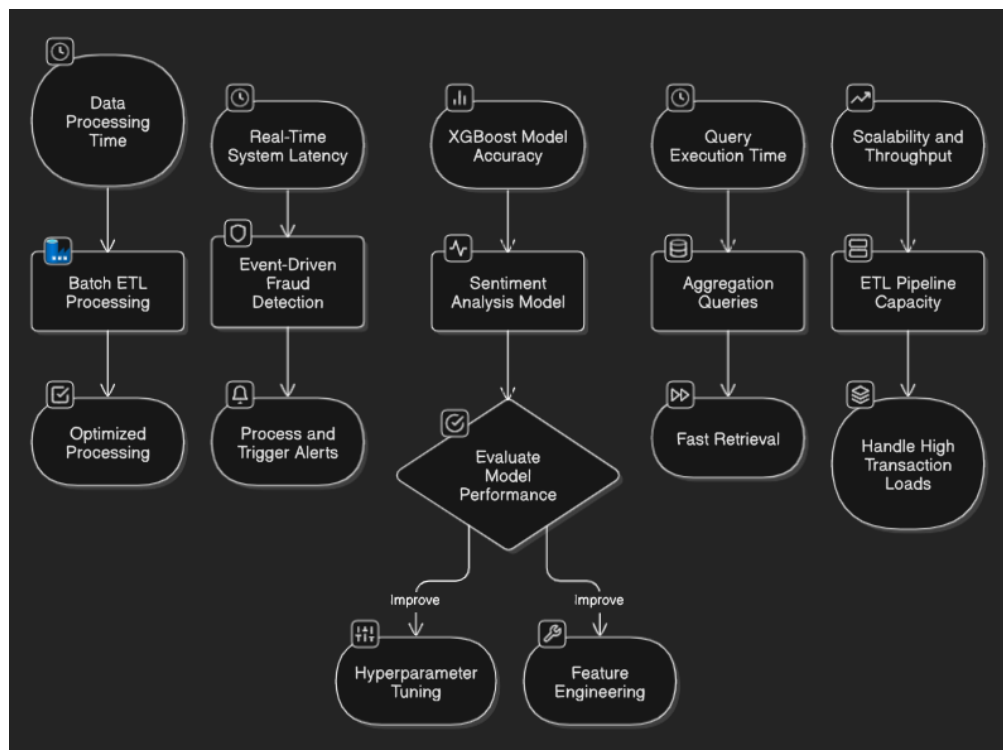 Data
Processing
Time
Real-Time
System Latency
XGBoost Model
Accuracy
Query
Execution Time
Scalability and
Throughput
Batch ETL
Processing
Event-Driven
Fraud
Detection
Sentiment
Analysis Model
Aggregation
Queries
ETL Pipeline
Capacity
Optimized
Processing
Process and
Trigger Alerts
Evaluate
Model
Performance
Fast Retrieval
Handle High
Transaction
Loads
Improve
Improve
Hyperparameter
Tuning
Feature
Engineering